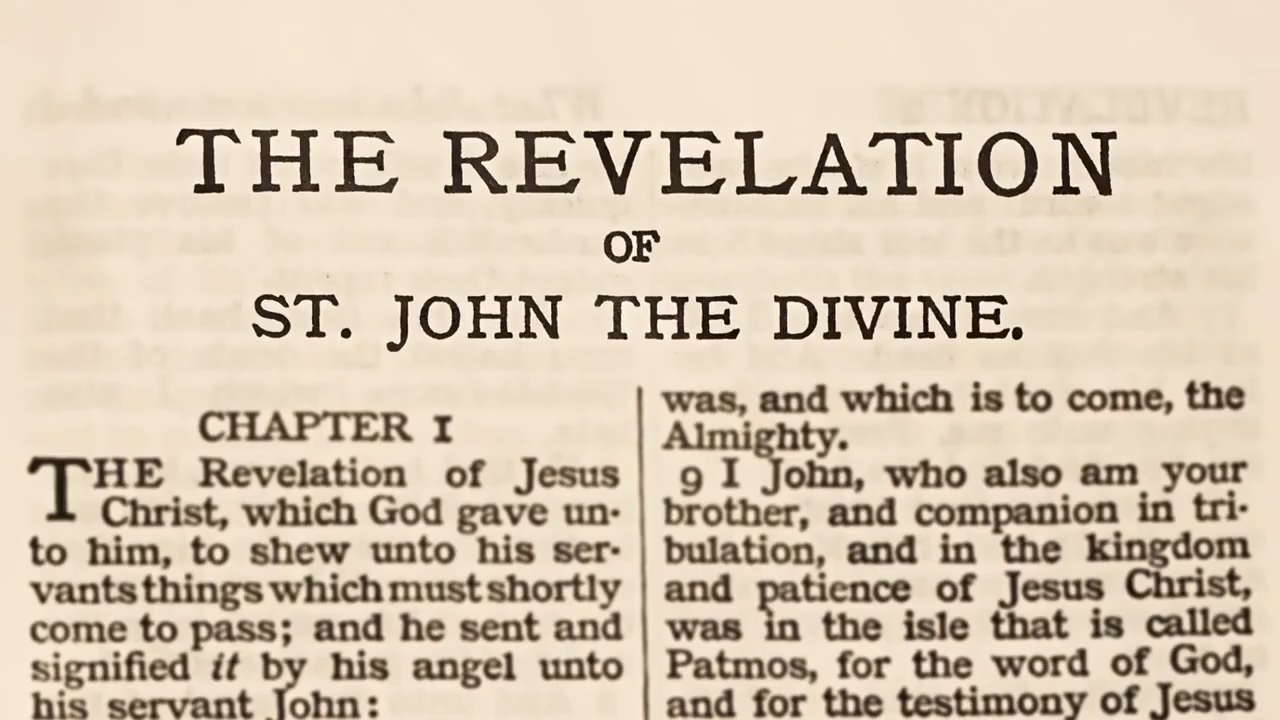 THE REVELATION
OF
ST. JOHN THE DIVINE.
CHAPTER I
THE Revelation of Jesus
Christ, which God gave un-
to him, to shew unto his ser-
vants things which must shortly
come to pass; and he sent and
signified it by his angel unto
his servant John:
was, and which is to come, the
Almighty.
9 I John, who also am your
brother, and companion in tri-
bulation, and in the kingdom
and patience of Jesus Christ,
was in the isle that is called
Patmos, for the word of God,
and for the testimony of Jesus